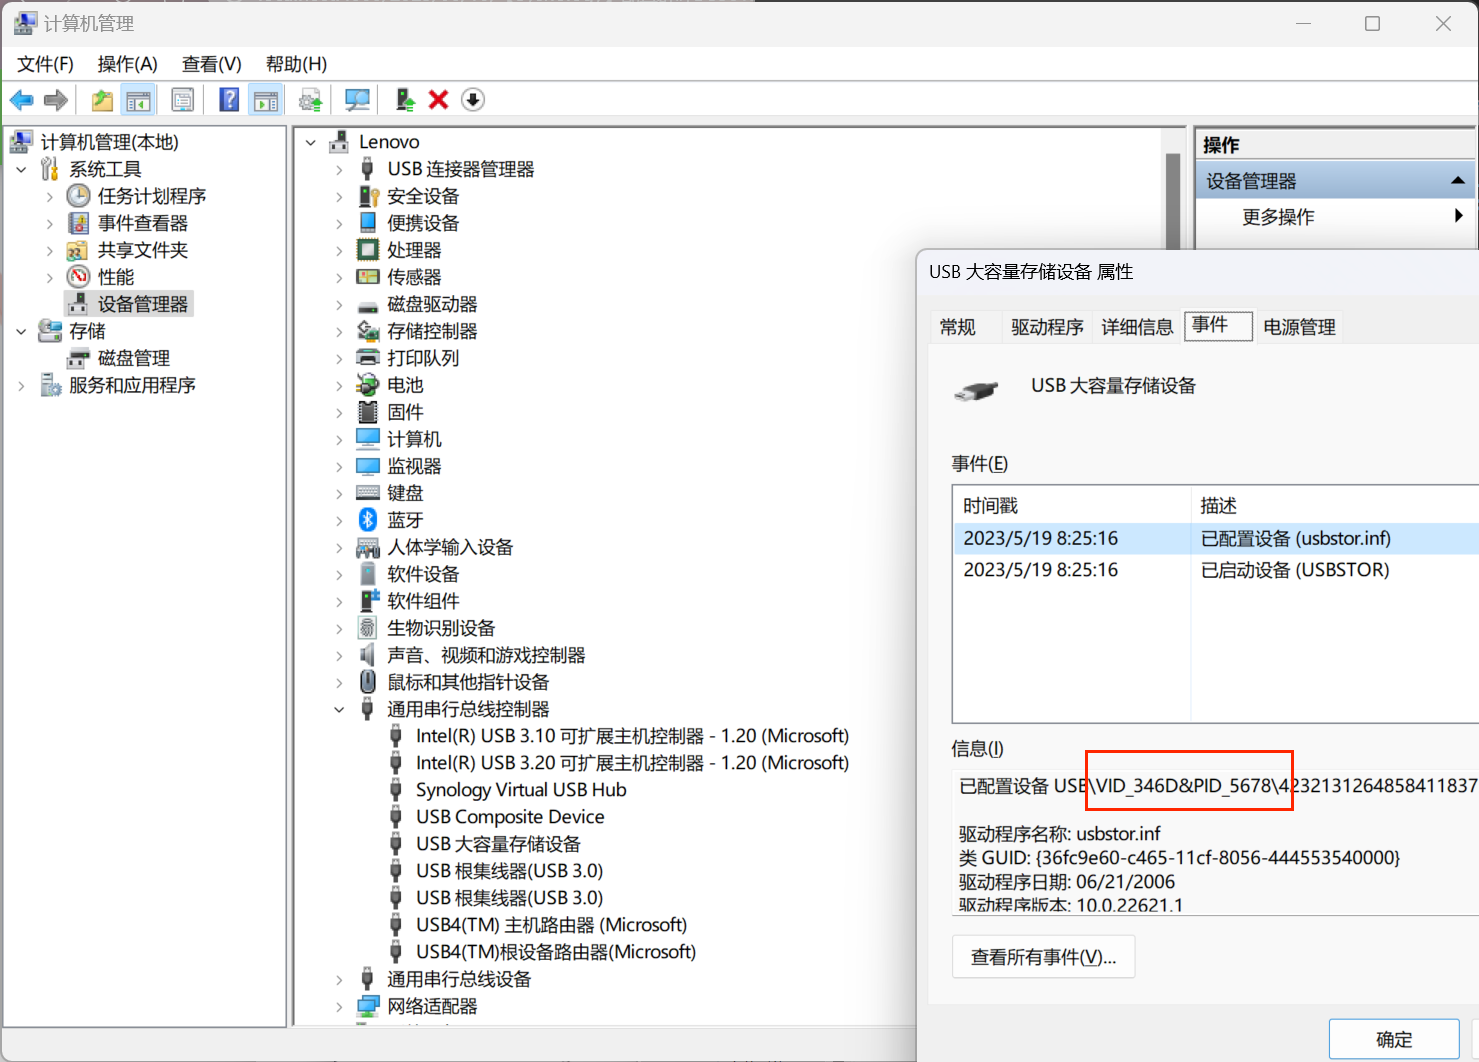 计算机管理
文件(F) 操作(A) 查看(V) 帮助(H)
计算机管理(本地)
系统工具
任务计划程序
事件查看器
共享文件夹
性能
设备管理器
存储
磁盘管理
服务和应用程序
Lenovo
USB 连接器管理器
安全设备
便携设备
处理器
传感器
磁盘驱动器
存储控制器
打印队列
电池
固件
计算机
监视器
键盘
蓝牙
人体学输入设备
软件设备
软件组件
生物识别设备
声音、视频和游戏控制器
鼠标和其他指针设备
通用串行总线控制器
Intel(R) USB 3.10 可扩展主机控制器 - 1.20 (Microsoft)
Intel(R) USB 3.20 可扩展主机控制器 - 1.20 (Microsoft)
Synology Virtual USB Hub
USB Composite Device
USB 大容量存储设备
USB 根集线器(USB 3.0)
USB 根集线器(USB 3.0)
USB4(TM) 主机路由器 (Microsoft)
USB4(TM)根设备路由器(Microsoft)
通用串行总线设备
网络适配器
操作
设备管理器
更多操作
USB 大容量存储设备 属性
常规 驱动程序 详细信息 事件 电源管理
USB 大容量存储设备
事件(E)
时间戳 描述
2023/5/19 8:25:16 已配置设备 (usbstor.inf)
2023/5/19 8:25:16 已启动设备 (USBSTOR)
信息(I)
已配置设备 USB\VID_346D&PID_5678\4232131264858411837
驱动程序名称: usbstor.inf
类 GUID: {36fc9e60-c465-11cf-8056-444553540000}
驱动程序日期: 06/21/2006
驱动程序版本: 10.0.22621.1
查看所有事件(V)...
确定